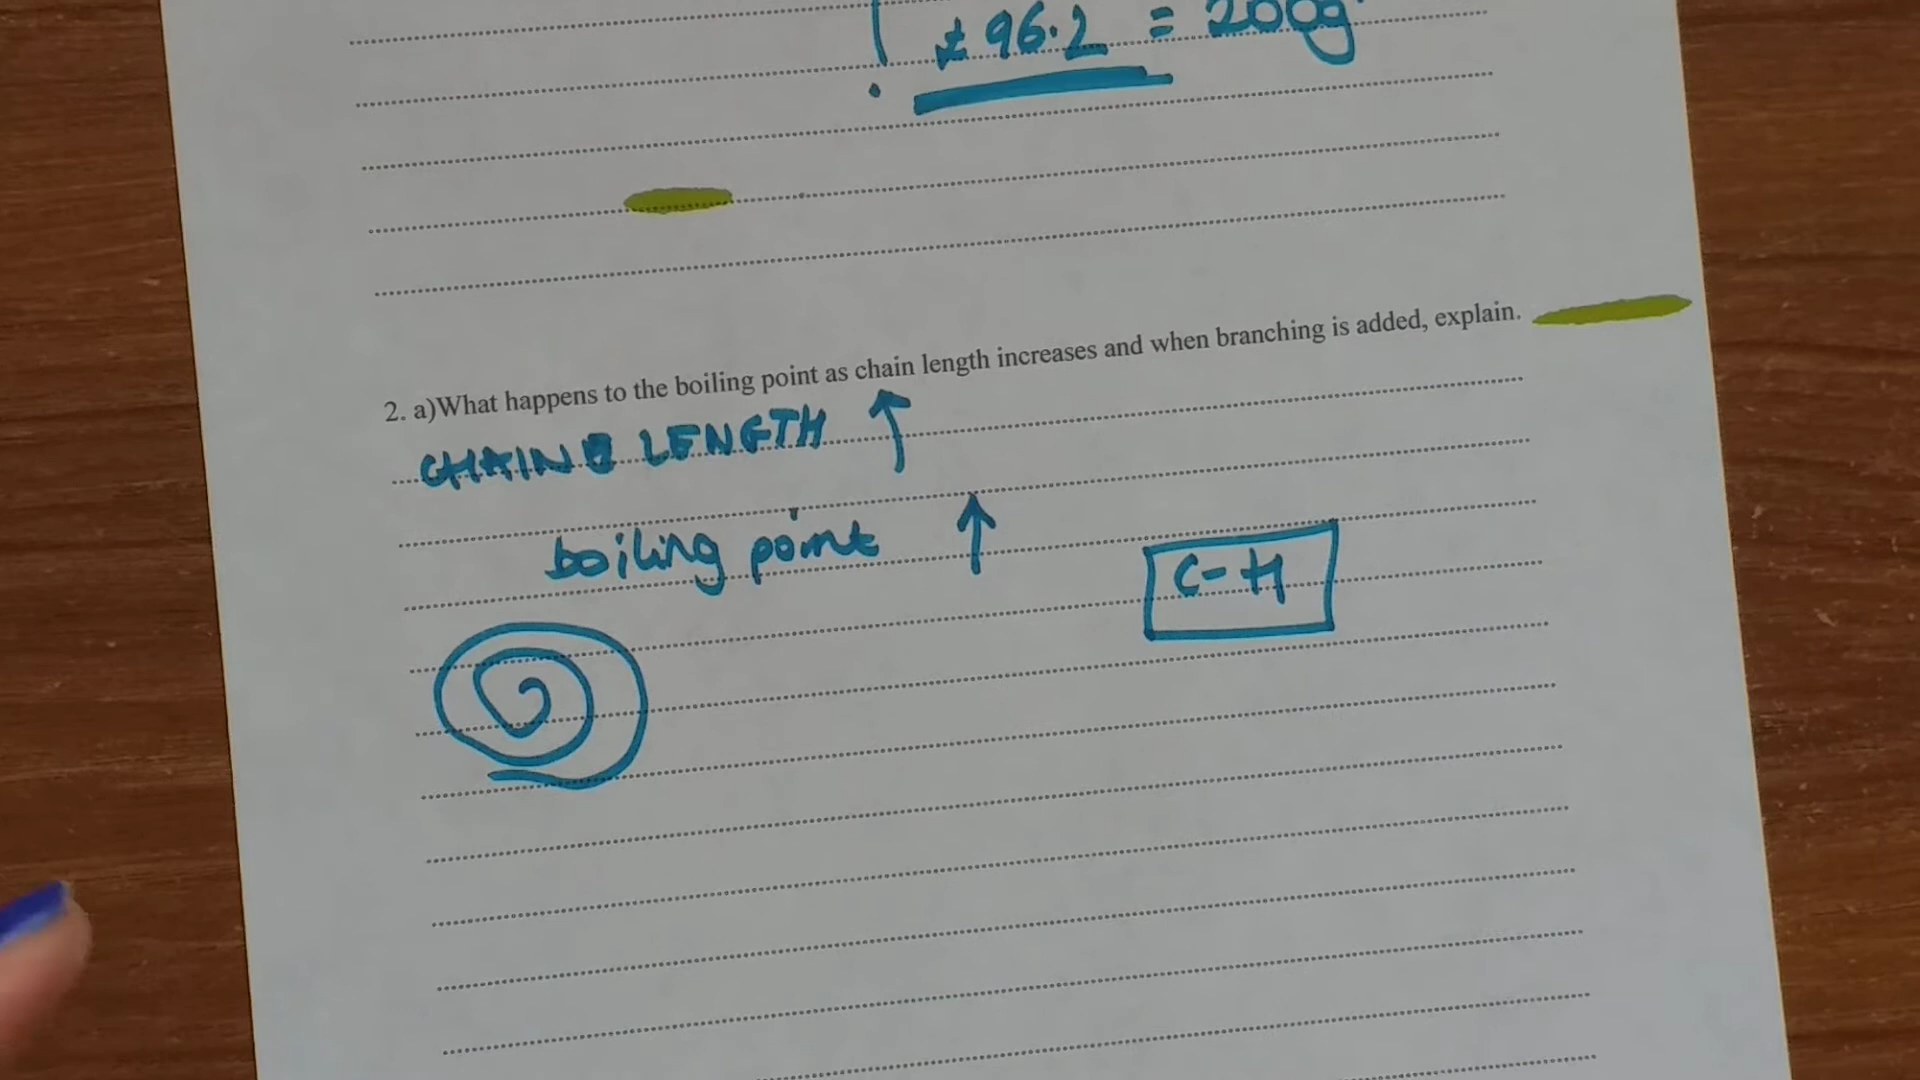 £96.2 = 200g
2. a)What happens to the boiling point as chain length increases and when branching is added, explain.
CHAIN LENGTH ↑
boiling point ↑
C-H